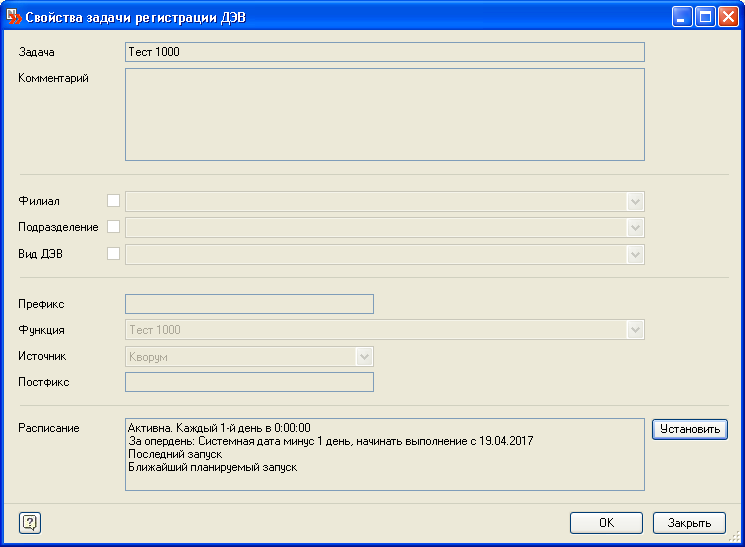 Свойства задачи регистрации ДЭВ
Задача Тест 1000
Комментарий
Филиал
Подразделение
Вид ДЭВ
Префикс
Функция Тест 1000
Источник Кворум
Постфикс
Расписание Активна. Каждый 1-й день в 0:00:00 Установить
За опердень: Системная дата минус 1 день, начинать выполнение с 19.04.2017
Последний запуск
Ближайший планируемый запуск
? ОК Закрыть